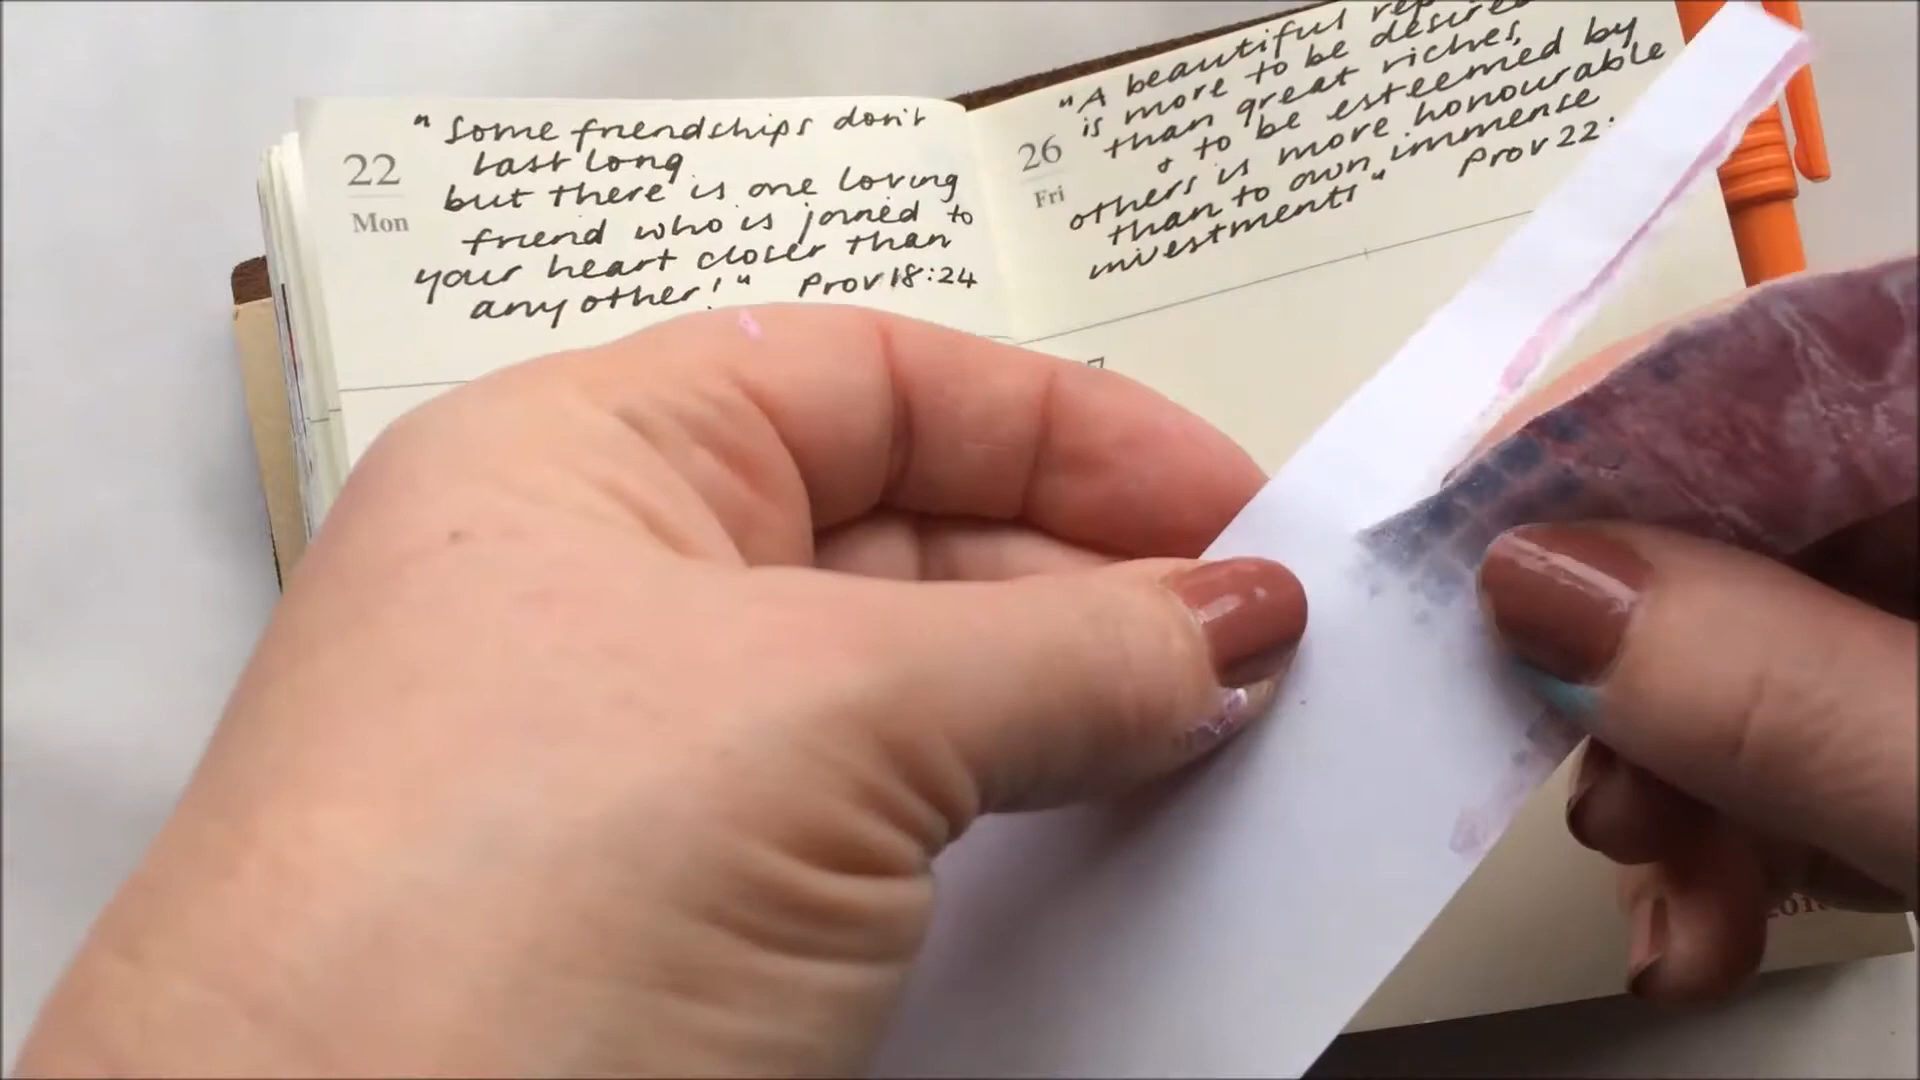 22
Mon
"Some friendships don't
last long
but there is one loving
friend who is joined to
your heart closer than
any other!" Prov 18:24
26
Fri
"A beautiful
is more to be desired
than great riches,
& to be esteemed by
others is more honourable
than to own immense
investments" Prov 22: